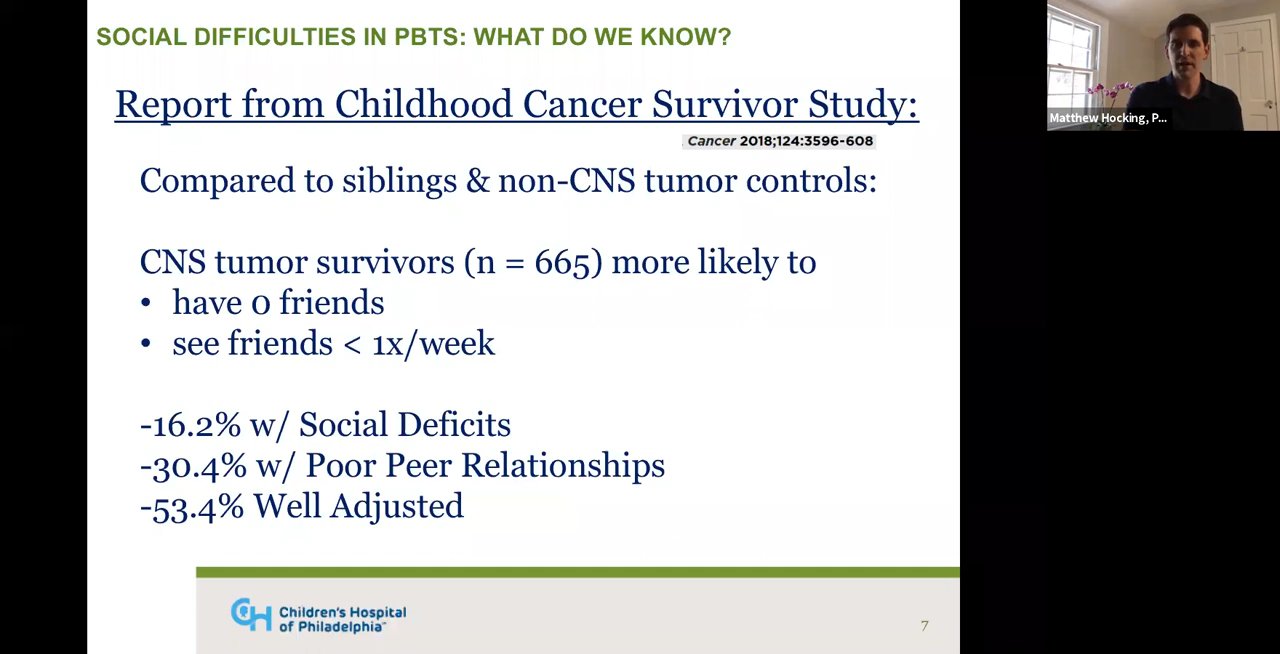 SOCIAL DIFFICULTIES IN PBTS: WHAT DO WE KNOW?
Report from Childhood Cancer Survivor Study:
Cancer 2018;124:3596-608
Compared to siblings & non-CNS tumor controls:
CNS tumor survivors (n = 665) more likely to
• have 0 friends
• see friends < 1x/week
-16.2% w/ Social Deficits
-30.4% w/ Poor Peer Relationships
-53.4% Well Adjusted
CH Children's Hospital
of Philadelphia™
7
Matthew Hocking, P...